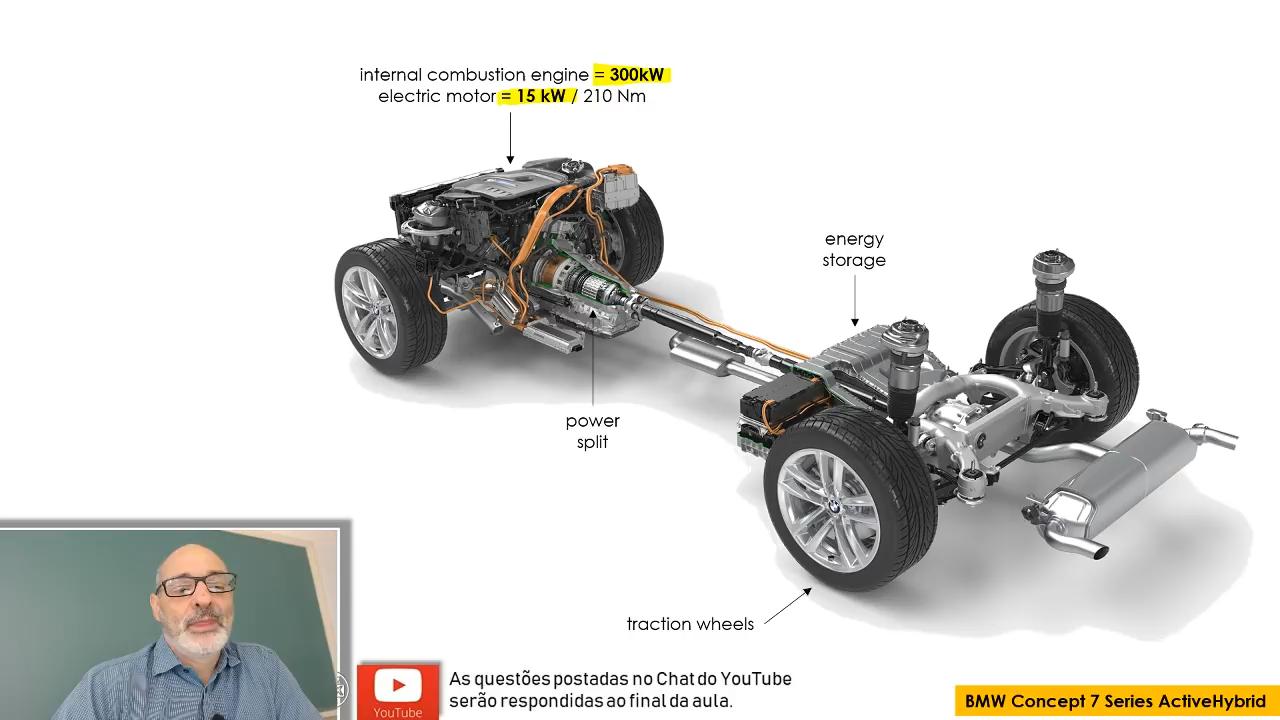 internal combustion engine = 300kW
electric motor = 15 kW / 210 Nm
energy
storage
power
split
traction wheels
As questões postadas no Chat do YouTube
serão respondidas ao final da aula.
YouTube
BMW Concept 7 Series ActiveHybrid